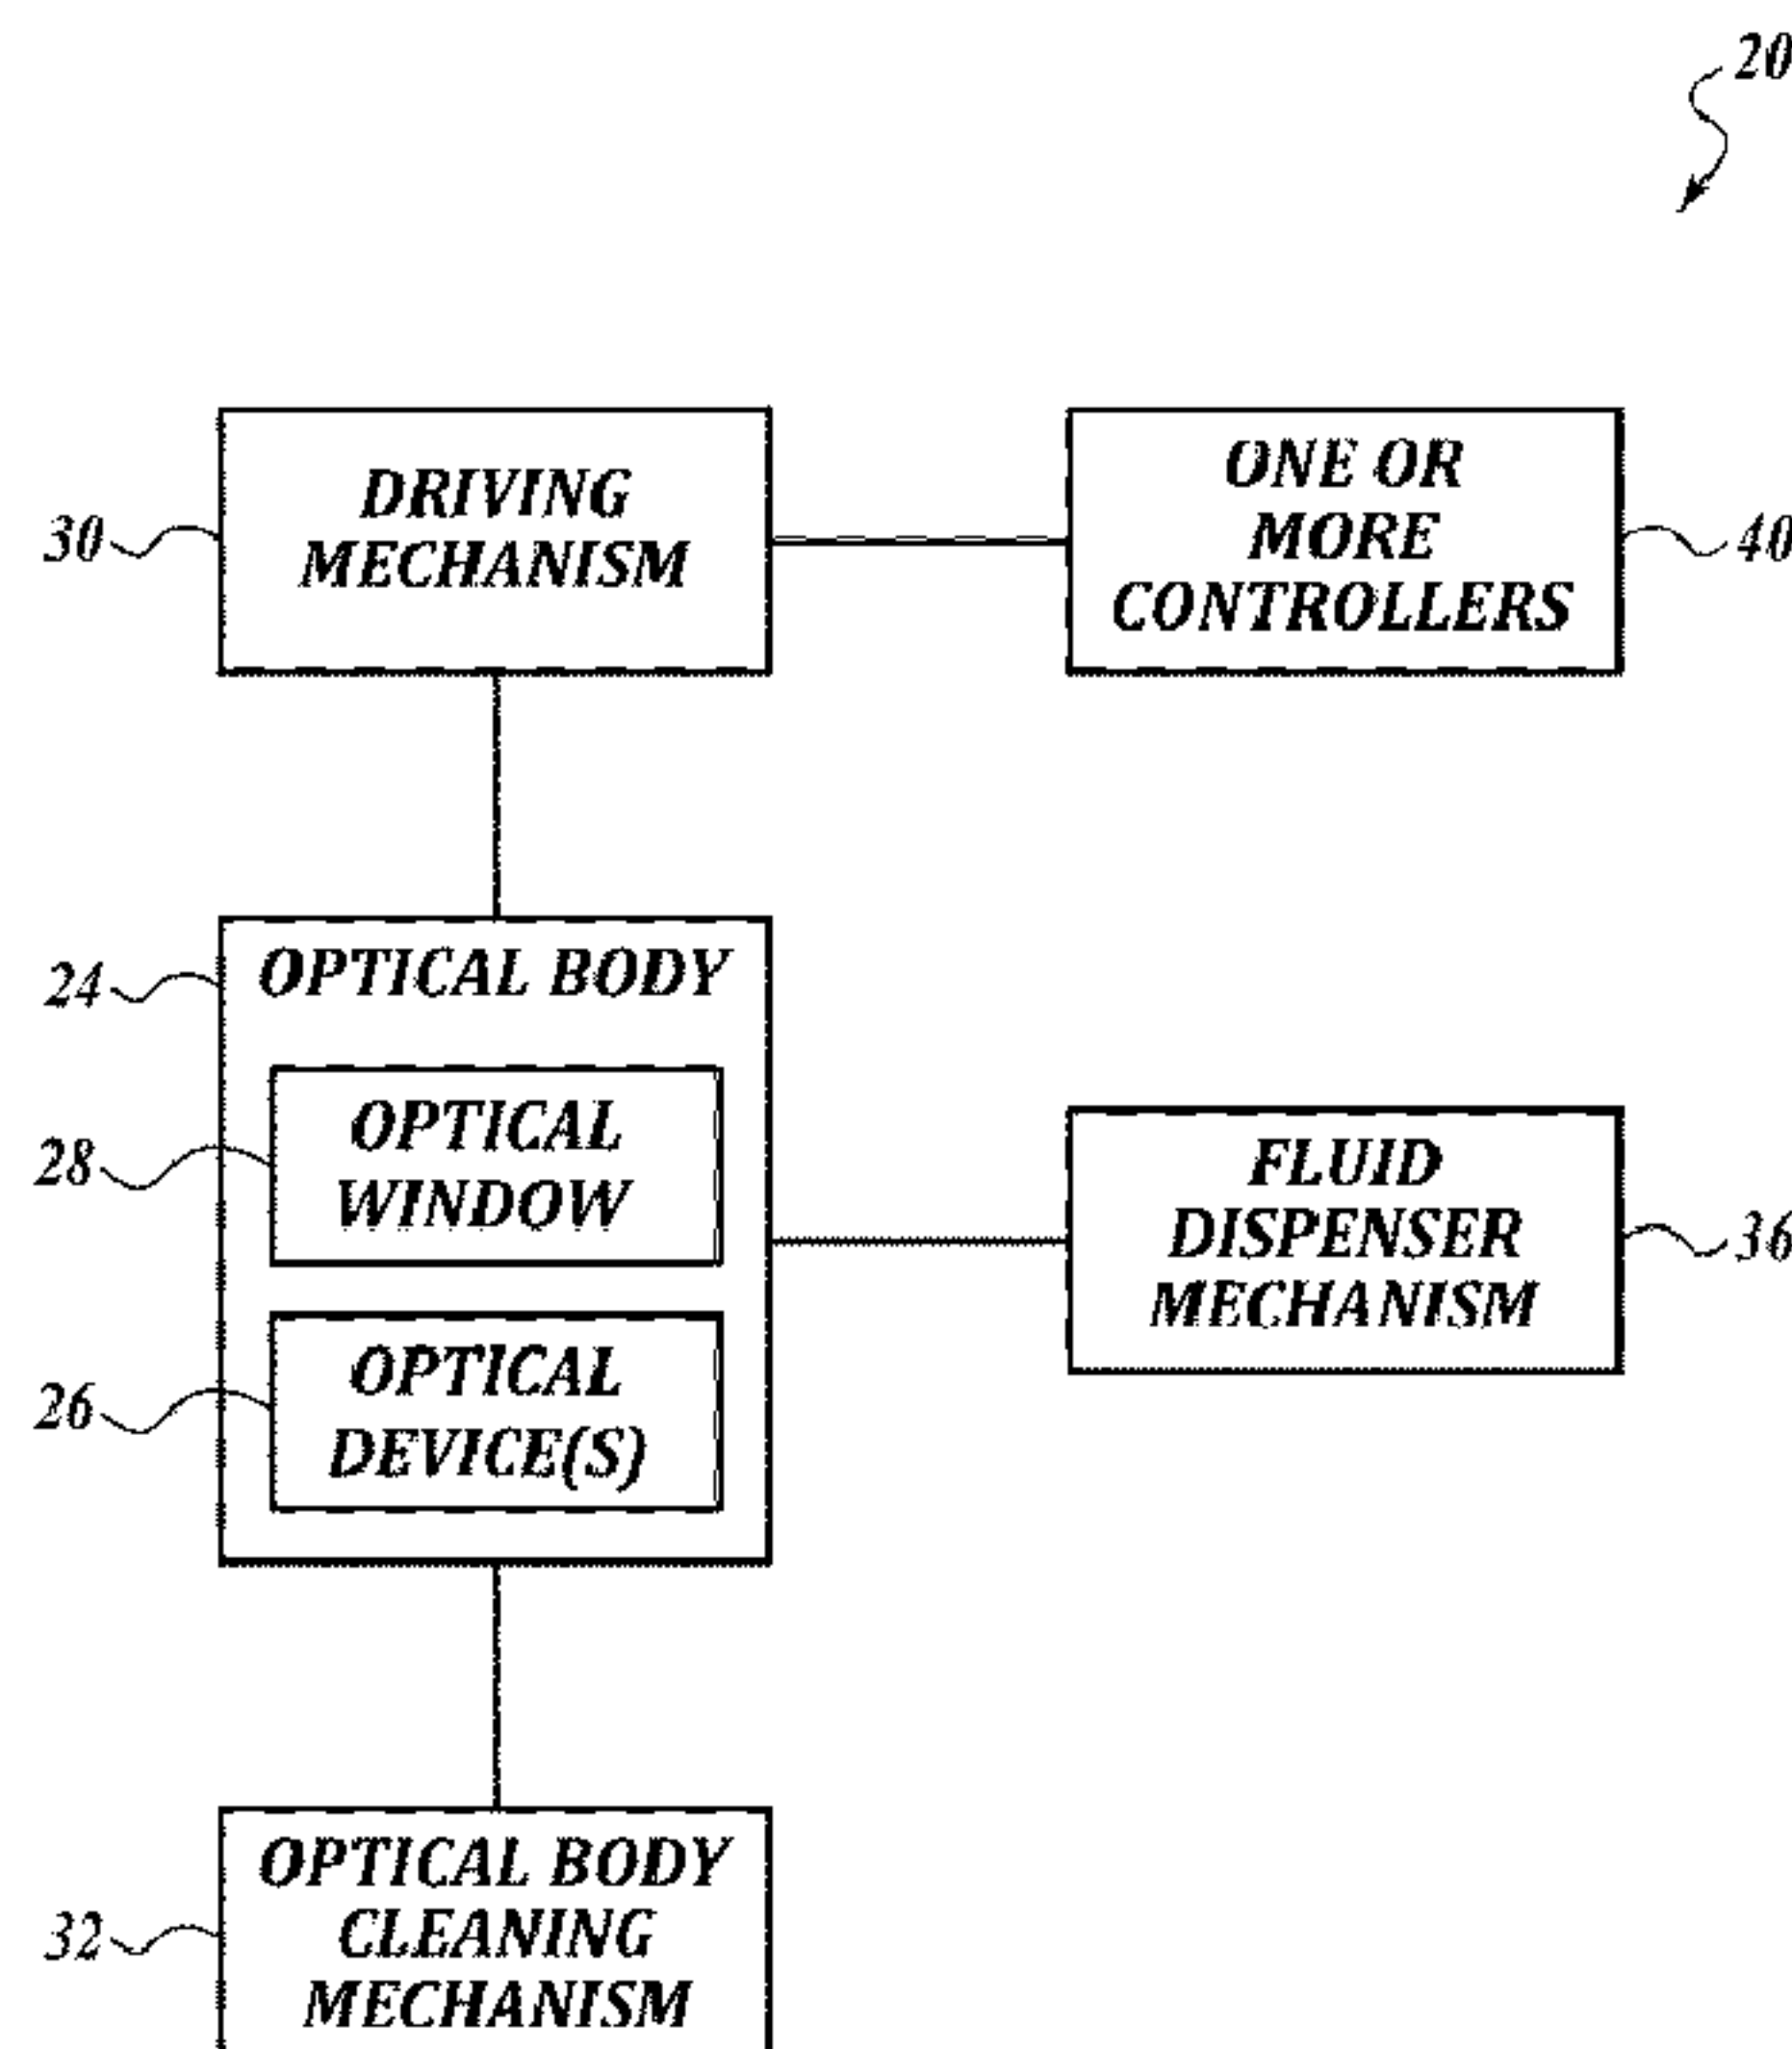 20
DRIVING
MECHANISM
30
ONE OR
MORE
CONTROLLERS
40
OPTICAL BODY
24
OPTICAL
WINDOW
28
OPTICAL
DEVICE(S)
26
FLUID
DISPENSER
MECHANISM
36
OPTICAL BODY
CLEANING
MECHANISM
32